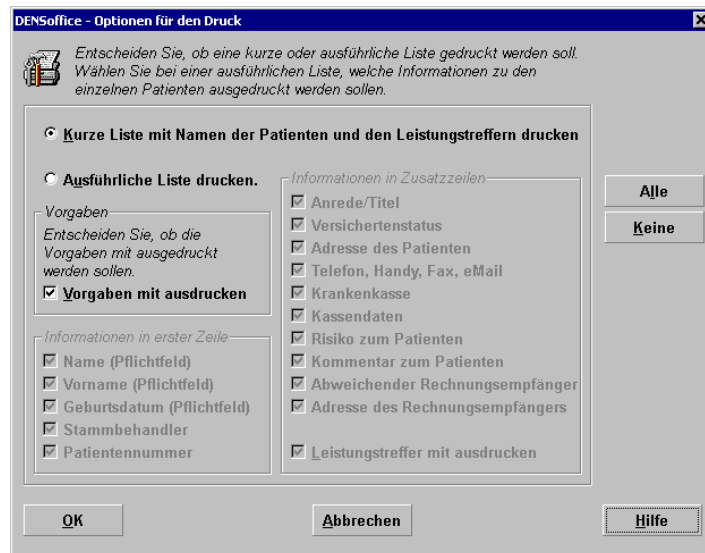 DENSoffice - Optionen für den Druck
Entscheiden Sie, ob eine kurze oder ausführliche Liste gedruckt werden soll.
Wählen Sie bei einer ausführlichen Liste, welche Informationen zu den
einzelnen Patienten ausgedruckt werden sollen.
Kurze Liste mit Namen der Patienten und den Leistungstreffern drucken
Ausführliche Liste drucken.
Vorgaben
Entscheiden Sie, ob die
Vorgaben mit ausgedruckt
werden sollen.
Vorgaben mit ausdrucken
Informationen in erster Zeile
Name (Pflichtfeld)
Vorname (Pflichtfeld)
Geburtsdatum (Pflichtfeld)
Stammbehandler
Patientennummer
Informationen in Zusatzzeilen
Anrede/Titel
Versichertenstatus
Adresse des Patienten
Telefon, Handy, Fax, eMail
Krankenkasse
Kassendaten
Risiko zum Patienten
Kommentar zum Patienten
Abweichender Rechnungsempfänger
Adresse des Rechnungsempfängers
Leistungstreffer mit ausdrucken
Alle
Keine
OK
Abbrechen
Hilfe